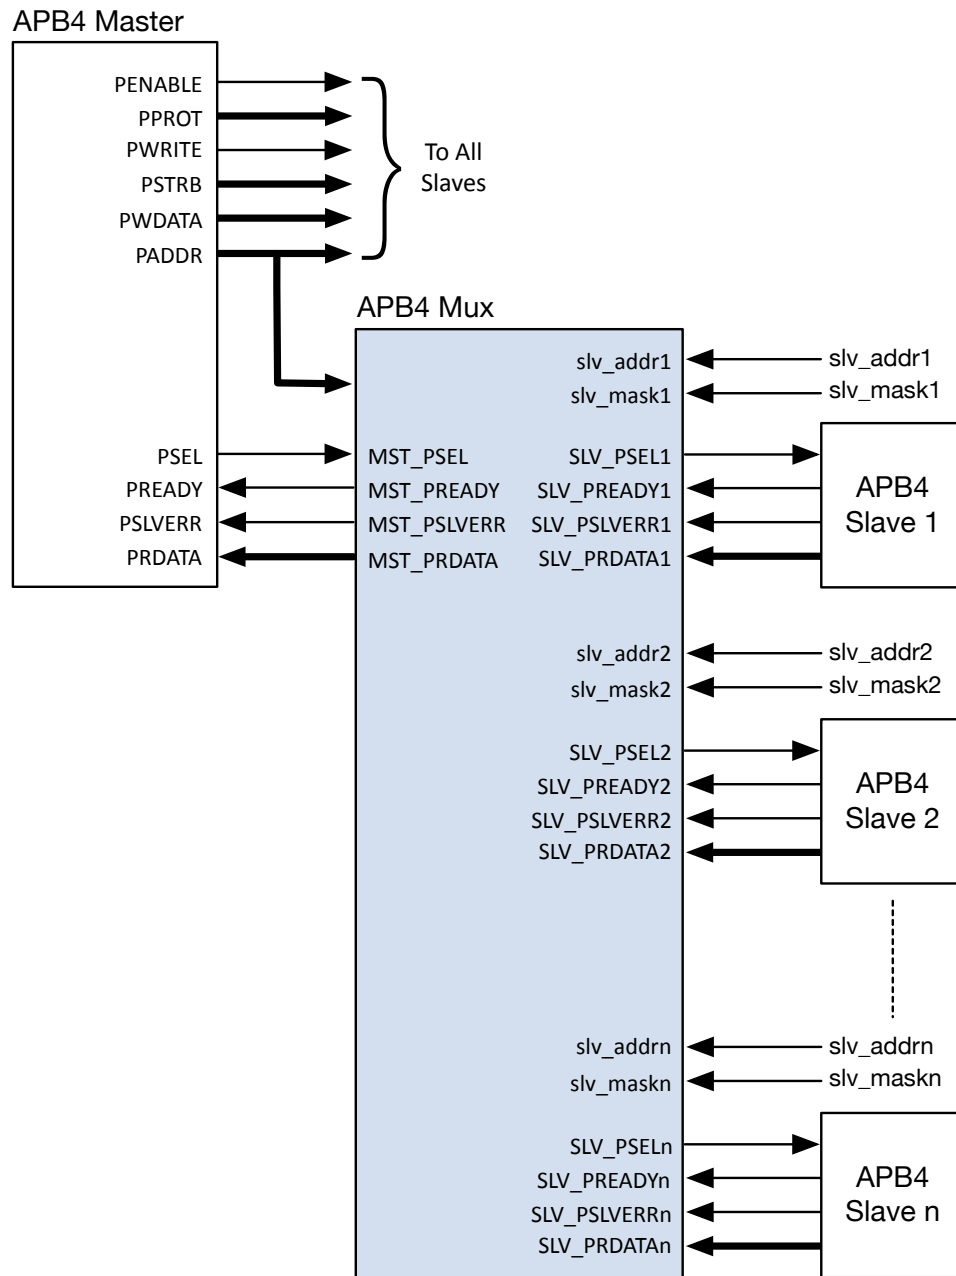 APB4 Master
PENABLE
PPROT
PWRITE
PSTRB
PWDATA
PADDR
To All
Slaves
APB4 Mux
slv_addr1
slv_addr1
slv_mask1
slv_mask1
PSEL
MST_PSEL
SLV_PSEL1
PREADY
MST_PREADY
SLV_PREADY1
PSLVERR
MST_PSLVERR
SLV_PSLVERR1
PRDATA
MST_PRDATA
SLV_PRDATA1
APB4
Slave 1
slv_addr2
slv_addr2
slv_mask2
slv_mask2
SLV_PSEL2
SLV_PREADY2
SLV_PSLVERR2
SLV_PRDATA2
APB4
Slave 2
slv_addrn
slv_addrn
slv_maskn
slv_maskn
SLV_PSELn
SLV_PREADYn
SLV_PSLVERRn
SLV_PRDATAn
APB4
Slave n